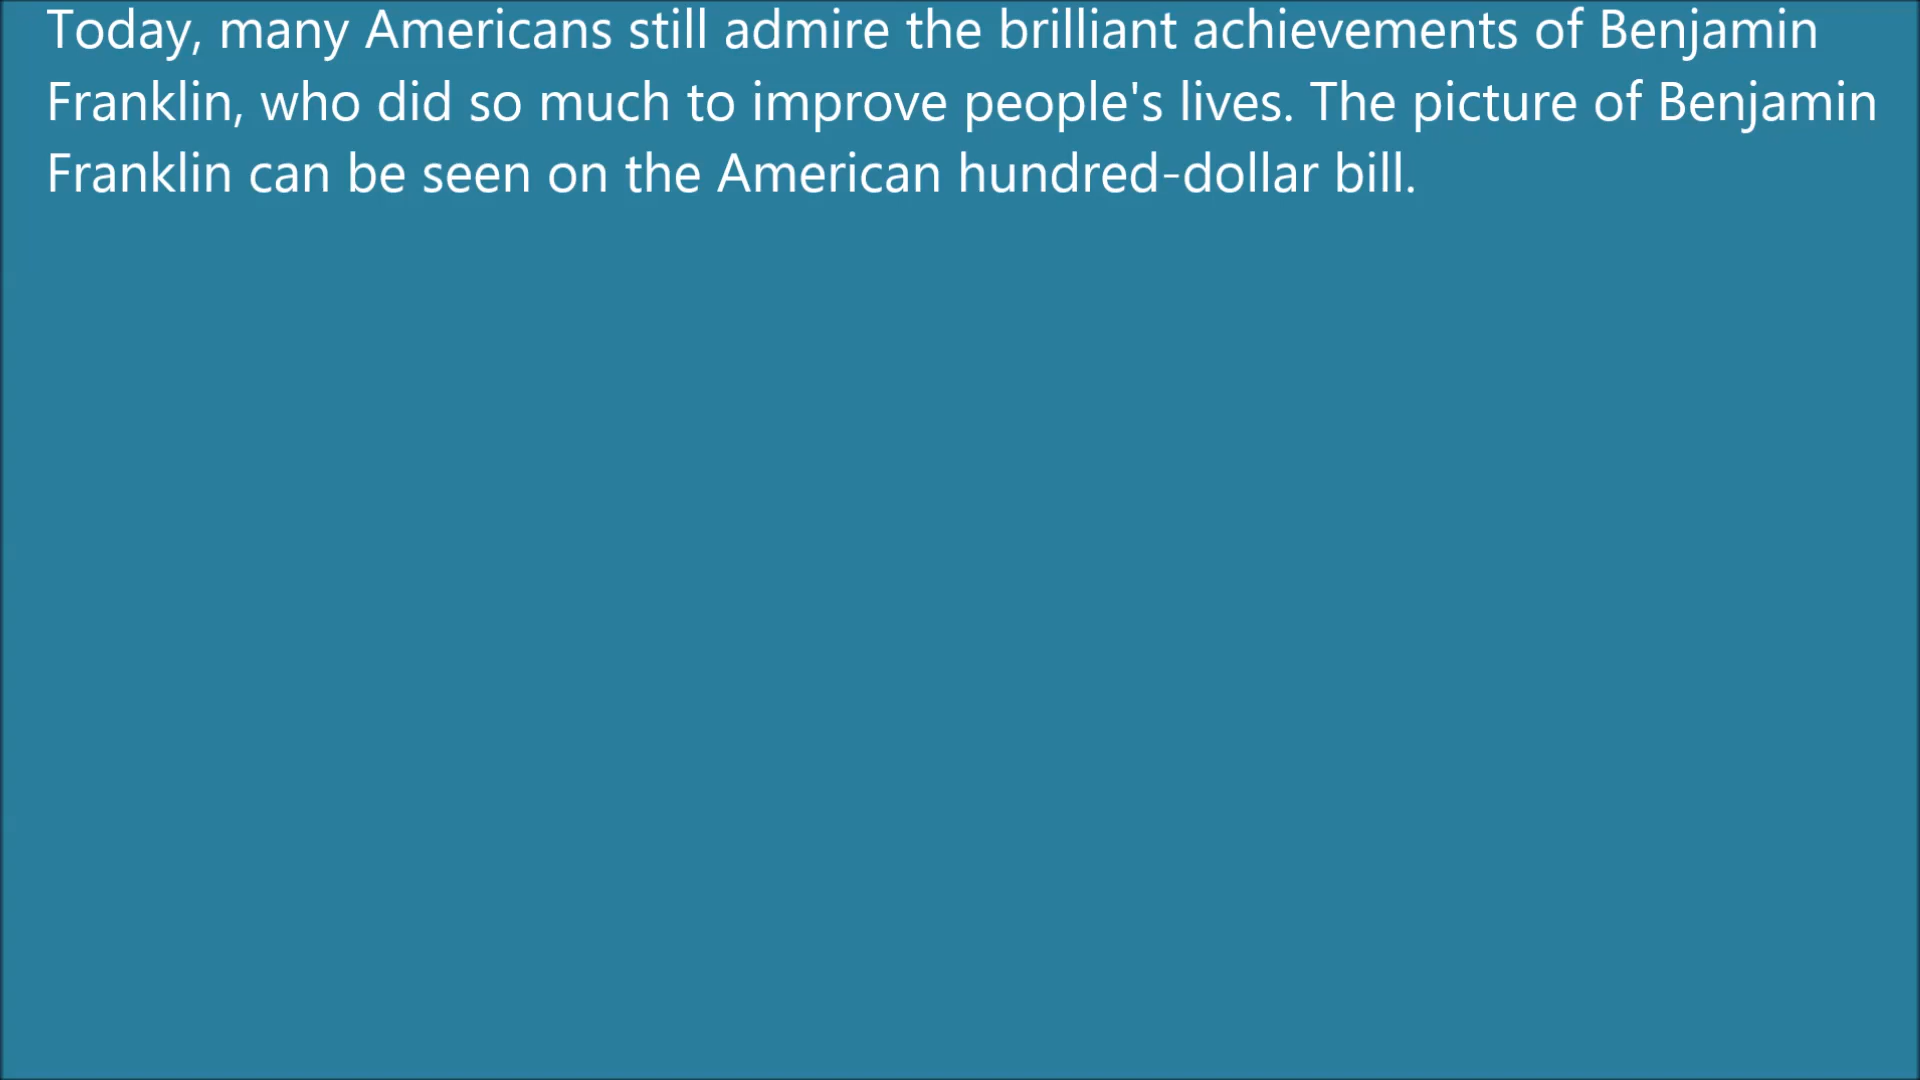 Today, many Americans still admire the brilliant achievements of Benjamin
Franklin, who did so much to improve people's lives. The picture of Benjamin
Franklin can be seen on the American hundred-dollar bill.